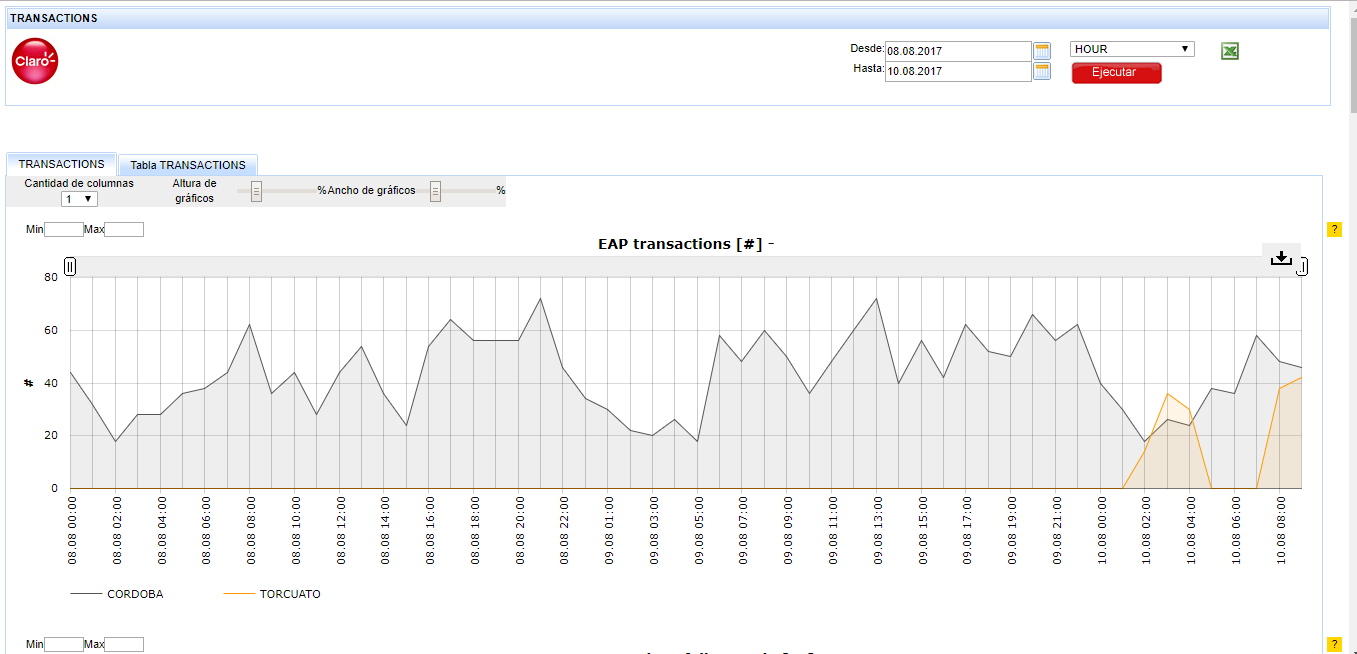 TRANSACTIONS
Claro
Desde: 08.08.2017
HOUR
Hasta: 10.08.2017
Ejecutar
TRANSACTIONS
Tabla TRANSACTIONS
Cantidad de columnas
1
Altura de
gráficos
%
Ancho de gráficos
%
Min
Max
?
EAP transactions [#] -
80
60
40
20
0
#
08.08 00:00
08.08 02:00
08.08 04:00
08.08 06:00
08.08 08:00
08.08 10:00
08.08 12:00
08.08 14:00
08.08 16:00
08.08 18:00
08.08 20:00
08.08 22:00
09.08 01:00
09.08 03:00
09.08 05:00
09.08 07:00
09.08 09:00
09.08 11:00
09.08 13:00
09.08 15:00
09.08 17:00
09.08 19:00
09.08 21:00
10.08 00:00
10.08 02:00
10.08 04:00
10.08 06:00
10.08 08:00
CORDOBA
TORCUATO
Min
Max
?